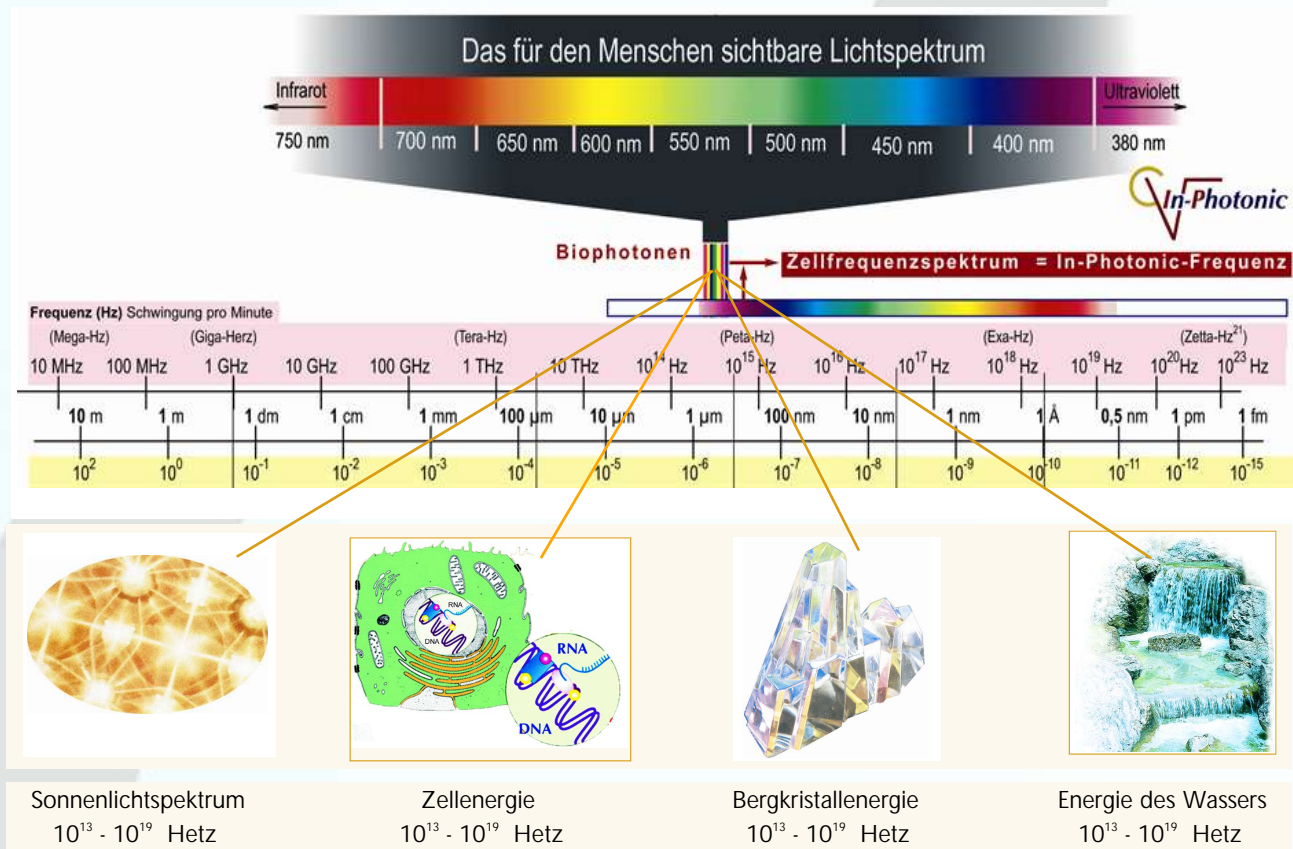 Das für den Menschen sichtbare Lichtspektrum
Infrarot
Ultraviolett
750 nm 700 nm 650 nm 600 nm 550 nm 500 nm 450 nm 400 nm 380 nm
In-Photonic
Biophotonen
Zellfrequenzspektrum = In-Photonic-Frequenz
Frequenz (Hz) Schwingung pro Minute
(Mega-Hz) (Giga-Herz) (Tera-Hz) (Peta-Hz) (Exa-Hz) (Zetta-Hz²¹)
10 MHz 100 MHz 1 GHz 10 GHz 100 GHz 1 THz 10 THz 10¹⁴ Hz 10¹⁵ Hz 10¹⁶ Hz 10¹⁷ Hz 10¹⁸ Hz 10¹⁹ Hz 10²⁰ Hz 10²³ Hz
10 m 1 m 1 dm 1 cm 1 mm 100 µm 10 µm 1 µm 100 nm 10 nm 1 nm 1 Å 0,5 nm 1 pm 1 fm
10² 10⁰ 10⁻¹ 10⁻² 10⁻³ 10⁻⁴ 10⁻⁵ 10⁻⁶ 10⁻⁷ 10⁻⁸ 10⁻⁹ 10⁻¹⁰ 10⁻¹¹ 10⁻¹² 10⁻¹⁵
RNA
DNA
RNA
DNA
Sonnenlichtspektrum
10¹³ - 10¹⁹ Hetz
Zellenergie
10¹³ - 10¹⁹ Hetz
Bergkristallenergie
10¹³ - 10¹⁹ Hetz
Energie des Wassers
10¹³ - 10¹⁹ Hetz